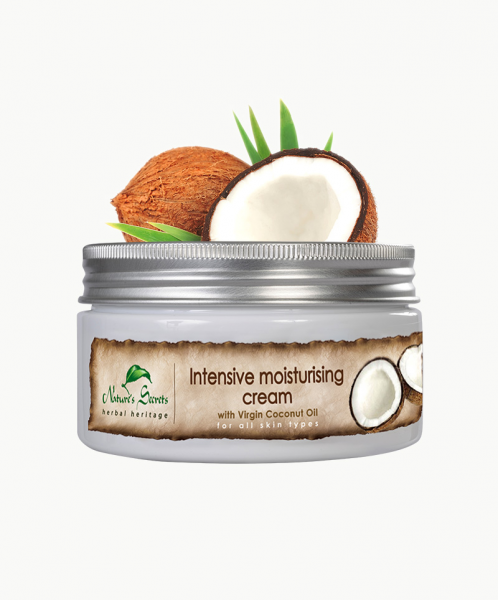 Nature's Secrets
herbal heritage
Intensive moisturising
cream
with Virgin Coconut Oil
for all skin types